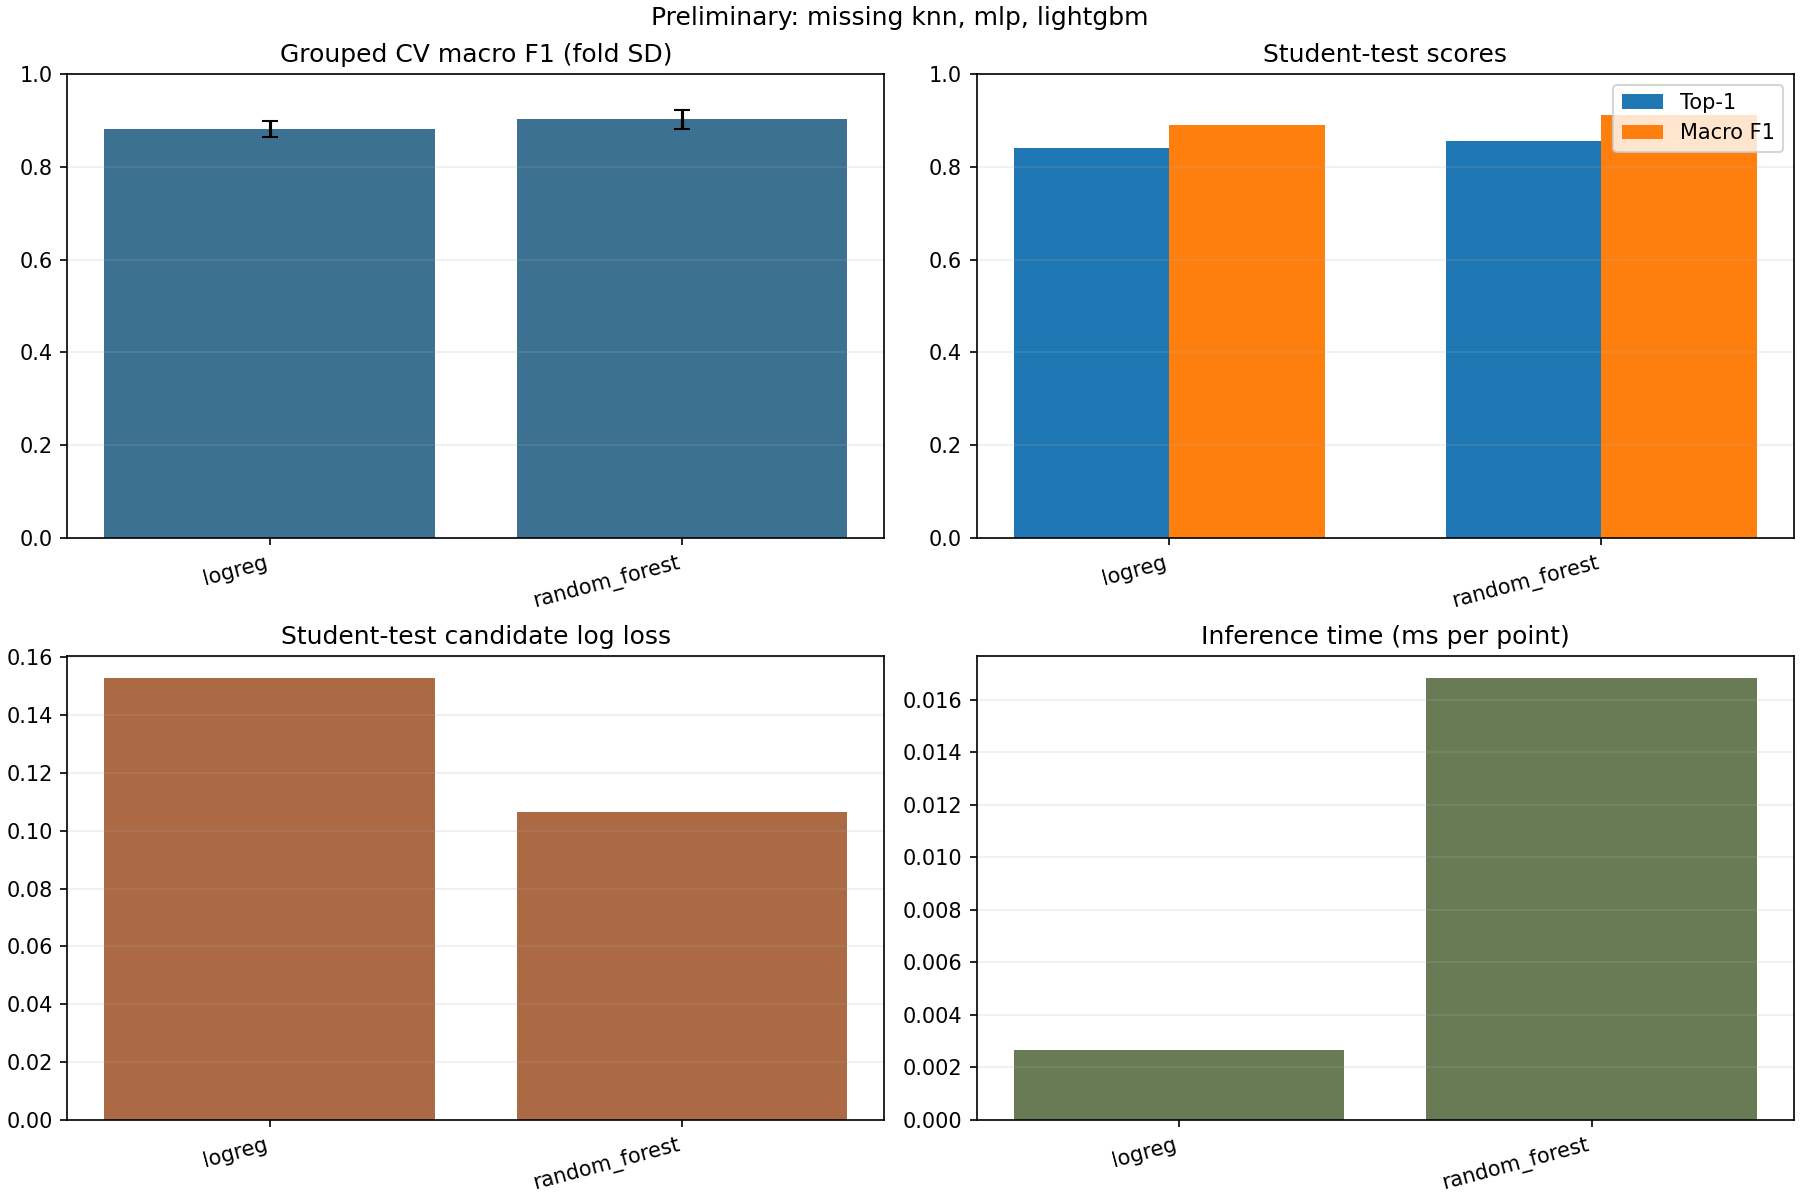 Preliminary: missing knn, mlp, lightgbm
Grouped CV macro F1 (fold SD)
1.0
0.8
0.6
0.4
0.2
0.0
logreg
random_forest
Student-test scores
1.0
0.8
0.6
0.4
0.2
0.0
Top-1
Macro F1
logreg
random_forest
Student-test candidate log loss
0.16
0.14
0.12
0.10
0.08
0.06
0.04
0.02
0.00
logreg
random_forest
Inference time (ms per point)
0.016
0.014
0.012
0.010
0.008
0.006
0.004
0.002
0.000
logreg
random_forest